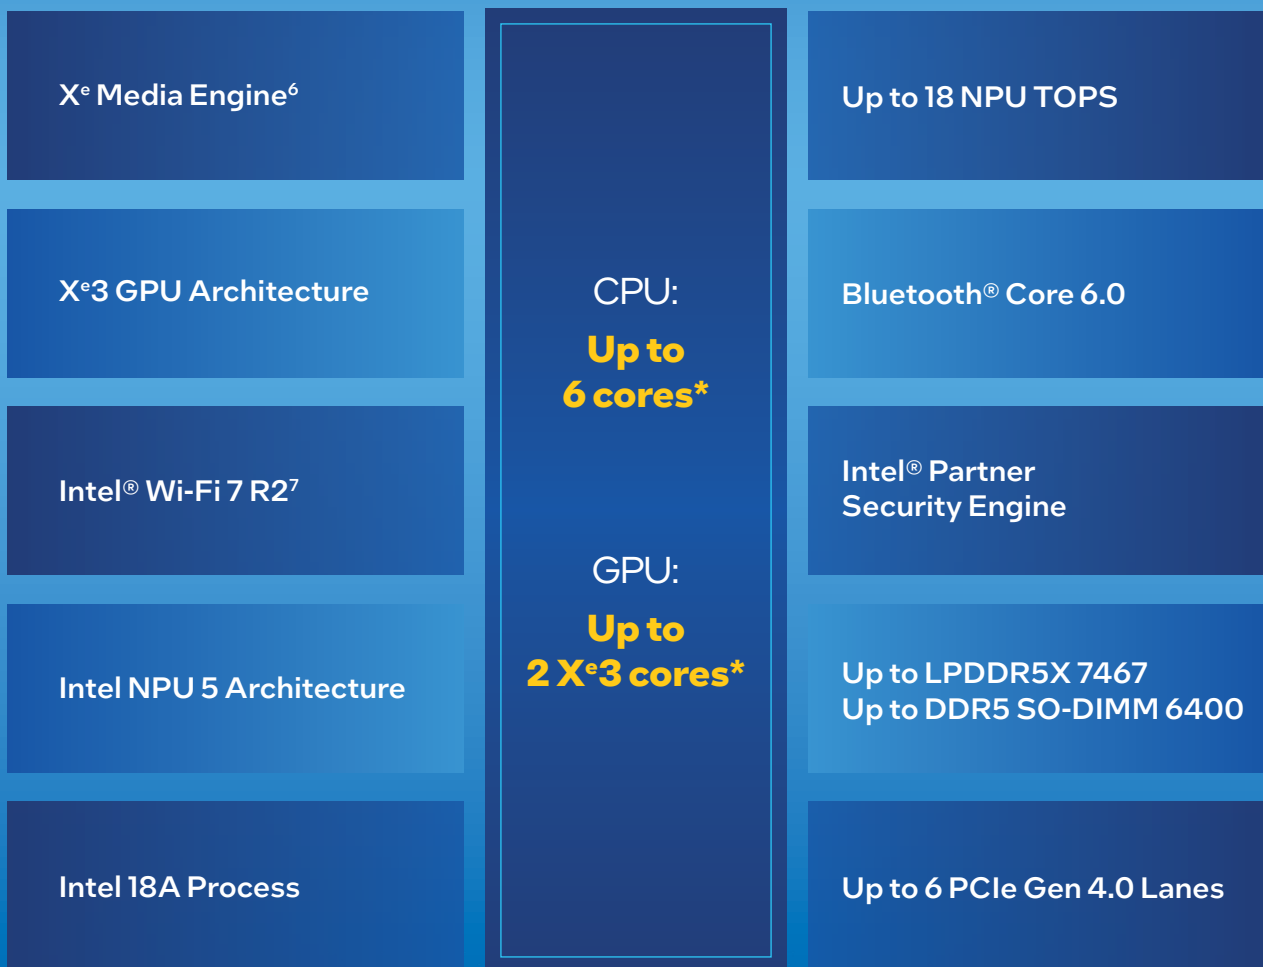 Xᵉ Media Engine⁶
Xᵉ3 GPU Architecture
Intel® Wi-Fi 7 R2⁷
Intel NPU 5 Architecture
Intel 18A Process
CPU:
Up to
6 cores*
GPU:
Up to
2 Xᵉ3 cores*
Up to 18 NPU TOPS
Bluetooth® Core 6.0
Intel® Partner
Security Engine
Up to LPDDR5X 7467
Up to DDR5 SO-DIMM 6400
Up to 6 PCIe Gen 4.0 Lanes